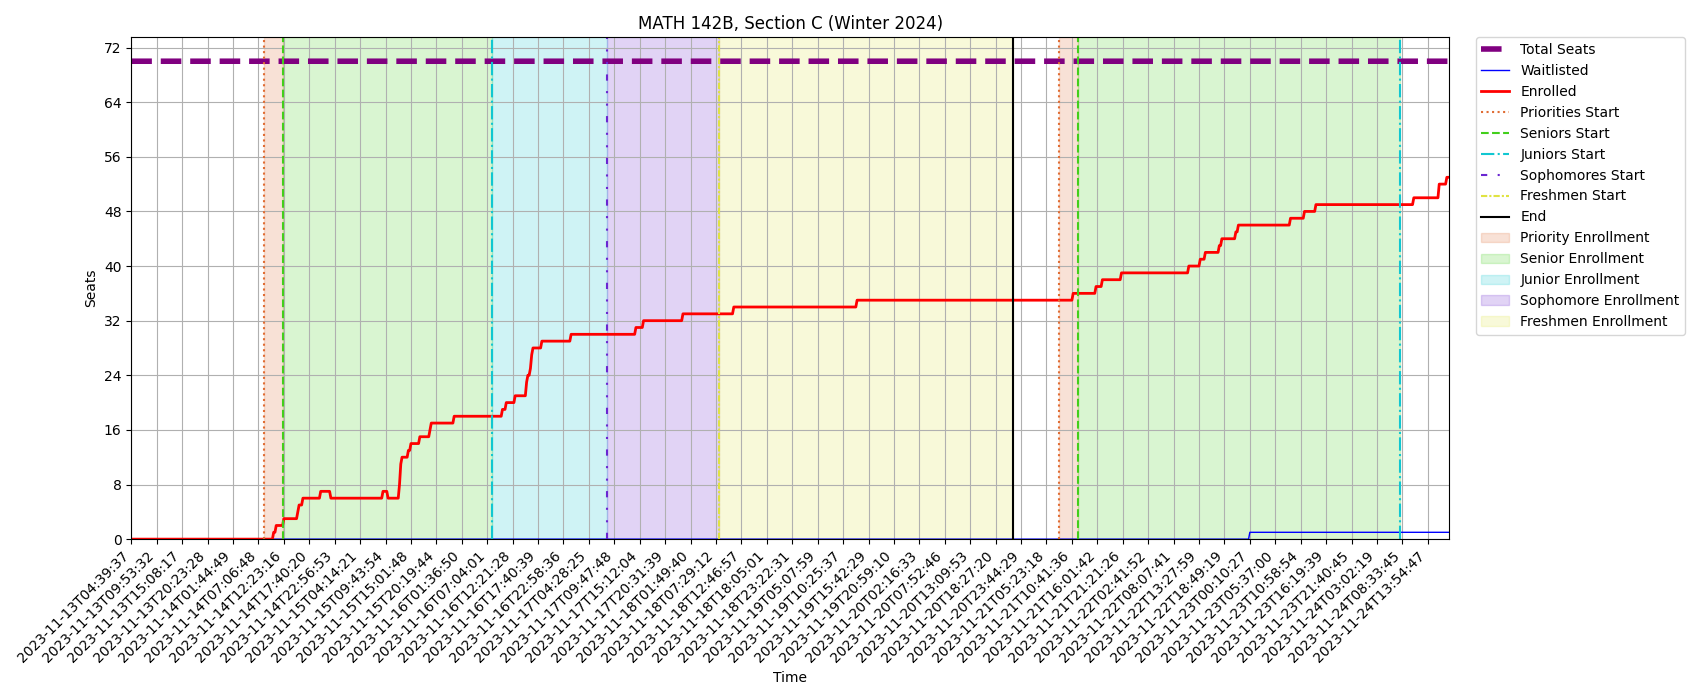 MATH 142B, Section C (Winter 2024)
Seats
72
64
56
48
40
32
24
16
8
0
2023-11-13T04:39:37
2023-11-13T09:53:32
2023-11-13T15:08:17
2023-11-13T20:23:28
2023-11-14T01:44:49
2023-11-14T07:06:48
2023-11-14T12:23:16
2023-11-14T17:40:20
2023-11-14T22:56:53
2023-11-15T04:14:21
2023-11-15T09:43:54
2023-11-15T15:01:48
2023-11-15T20:19:44
2023-11-16T01:36:50
2023-11-16T07:04:01
2023-11-16T12:21:28
2023-11-16T17:40:39
2023-11-16T22:58:36
2023-11-17T04:28:25
2023-11-17T09:47:48
2023-11-17T15:12:04
2023-11-17T20:31:39
2023-11-18T01:49:40
2023-11-18T07:29:12
2023-11-18T12:46:57
2023-11-18T18:05:01
2023-11-18T23:22:31
2023-11-19T05:07:59
2023-11-19T10:25:37
2023-11-19T15:42:29
2023-11-19T20:59:10
2023-11-20T02:16:33
2023-11-20T07:52:46
2023-11-20T13:09:53
2023-11-20T18:27:20
2023-11-20T23:44:29
2023-11-21T05:23:18
2023-11-21T10:41:36
2023-11-21T16:01:42
2023-11-21T21:21:26
2023-11-22T02:41:52
2023-11-22T08:07:41
2023-11-22T13:27:59
2023-11-22T18:49:19
2023-11-23T00:10:27
2023-11-23T05:37:00
2023-11-23T10:58:54
2023-11-23T16:19:39
2023-11-23T21:40:45
2023-11-24T03:02:19
2023-11-24T08:33:45
2023-11-24T13:54:47
Time
Total Seats
Waitlisted
Enrolled
Priorities Start
Seniors Start
Juniors Start
Sophomores Start
Freshmen Start
End
Priority Enrollment
Senior Enrollment
Junior Enrollment
Sophomore Enrollment
Freshmen Enrollment